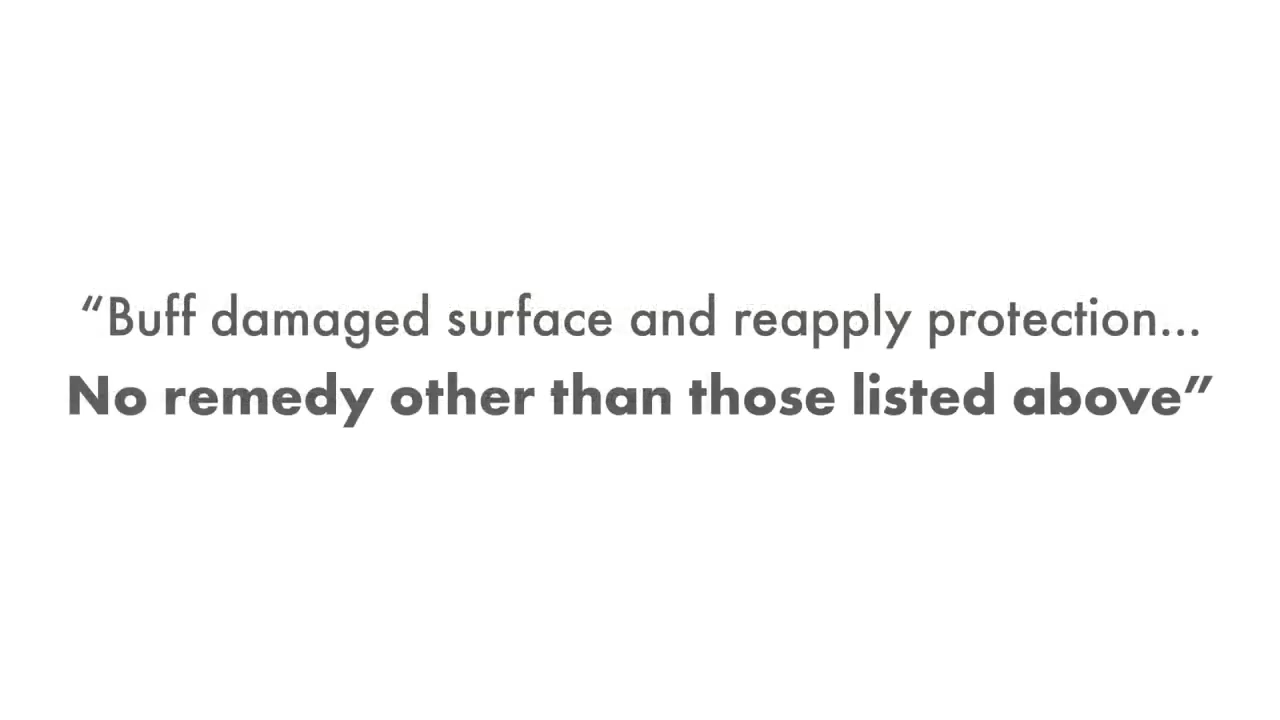 “Buff damaged surface and reapply protection...
No remedy other than those listed above”